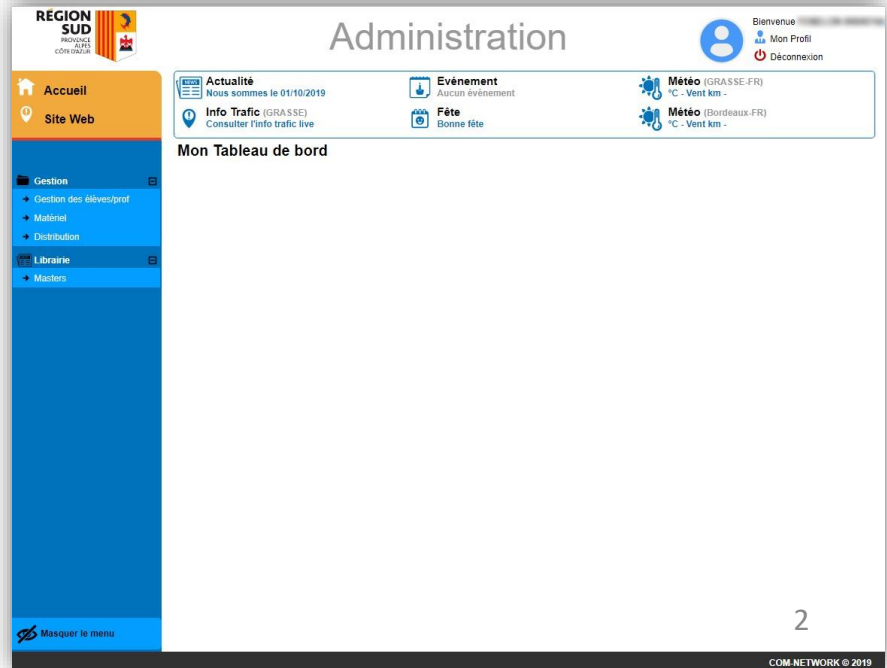 RÉGION
SUD
PROVENCE
ALPES
CÔTE D'AZUR
Administration
Bienvenue
Mon Profil
Déconnexion
Accueil
Site Web
Actualité
Nous sommes le 01/10/2019
Info Trafic (GRASSE)
Consulter l'info trafic live
Evénement
Aucun évènement
Fête
Bonne fête
Météo (GRASSE-FR)
°C - Vent km -
Météo (Bordeaux-FR)
°C - Vent km -
Mon Tableau de bord
Gestion
Gestion des élèves/prof
Matériel
Distribution
Librairie
Masters
Masquer le menu
2
COM-NETWORK © 2019